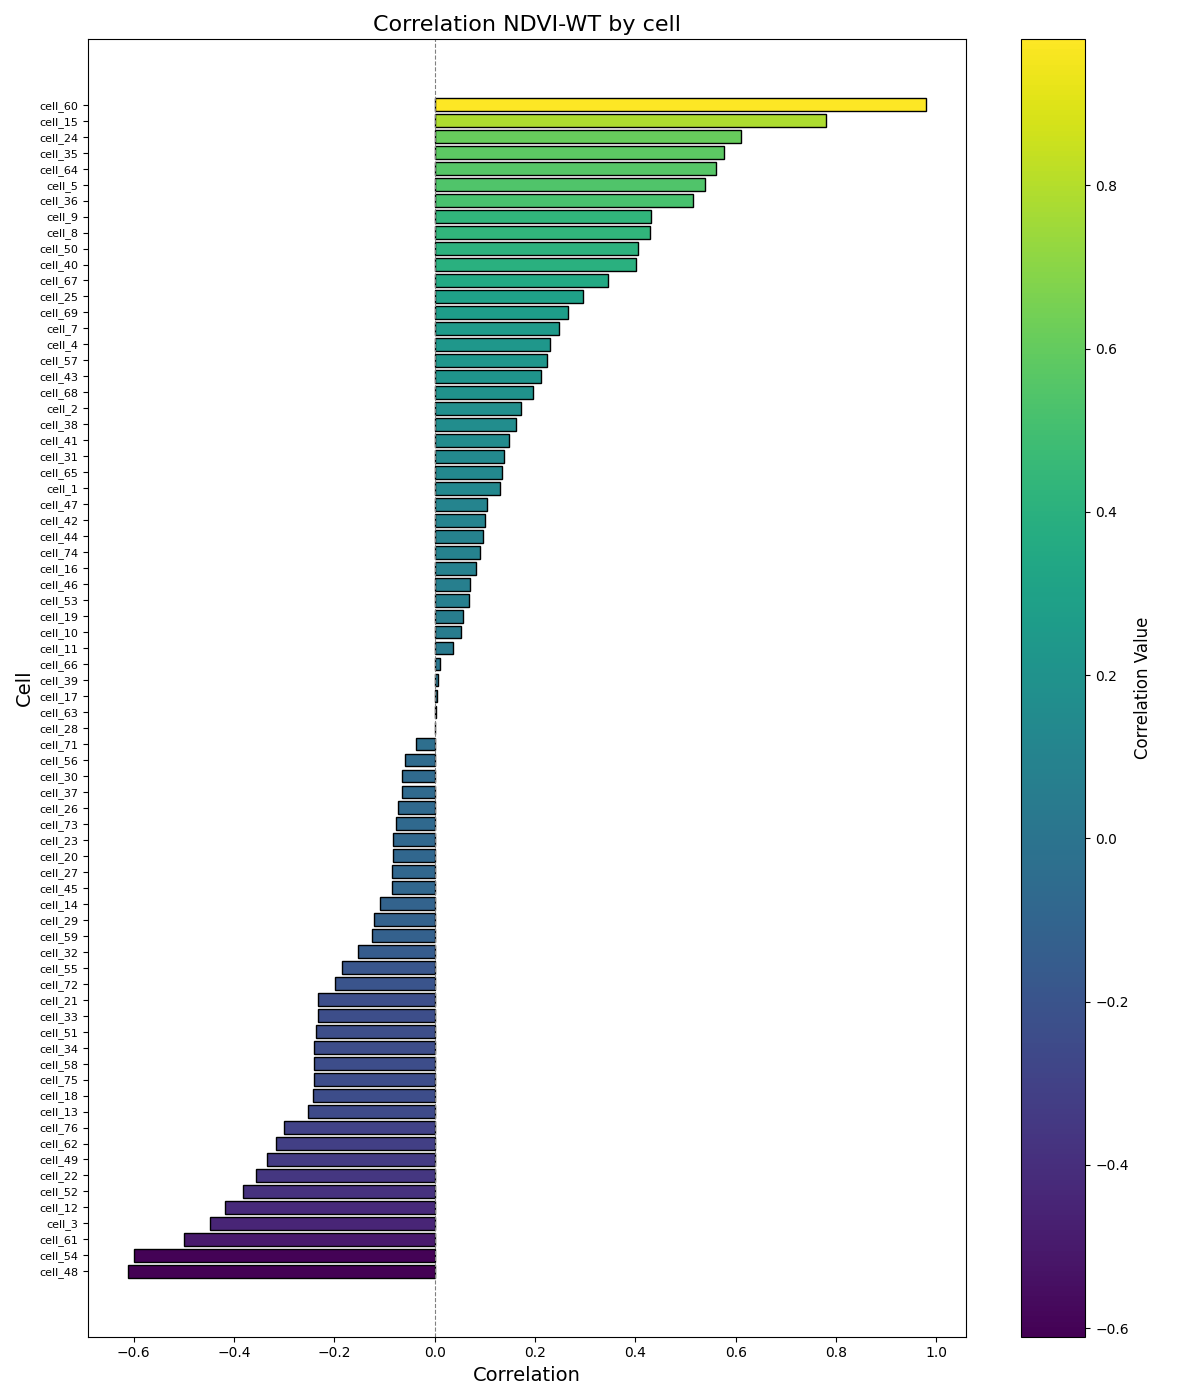 Correlation NDVI-WT by cell
cell_60
cell_15
cell_24
cell_35
cell_64
cell_5
cell_36
cell_9
cell_8
cell_50
cell_40
cell_67
cell_25
cell_69
cell_7
cell_4
cell_57
cell_43
cell_68
cell_2
cell_38
cell_41
cell_31
cell_65
cell_1
cell_47
cell_42
cell_44
cell_74
cell_16
cell_46
cell_53
cell_19
cell_10
cell_11
cell_66
cell_39
cell_17
cell_63
cell_28
cell_71
cell_56
cell_30
cell_37
cell_26
cell_73
cell_23
cell_20
cell_27
cell_45
cell_14
cell_29
cell_59
cell_32
cell_55
cell_72
cell_21
cell_33
cell_51
cell_34
cell_58
cell_75
cell_18
cell_13
cell_76
cell_62
cell_49
cell_22
cell_52
cell_12
cell_3
cell_61
cell_54
cell_48
Cell
−0.6 −0.4 −0.2 0.0 0.2 0.4 0.6 0.8 1.0
Correlation
0.8
0.6
0.4
0.2
0.0
−0.2
−0.4
−0.6
Correlation Value